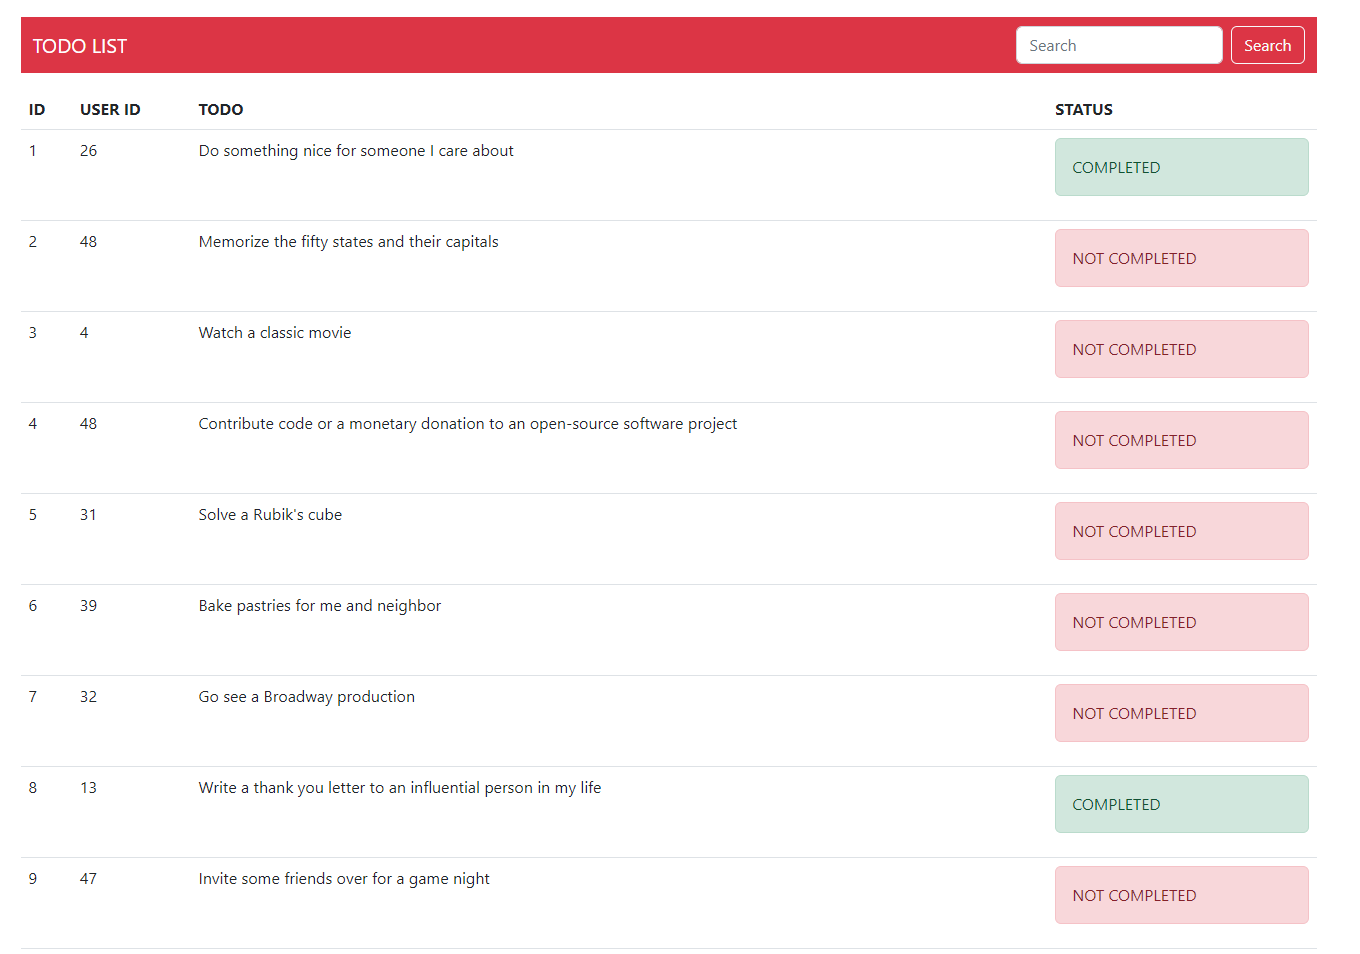 TODO LIST Search Search
ID USER ID TODO STATUS
1 26 Do something nice for someone I care about COMPLETED
2 48 Memorize the fifty states and their capitals NOT COMPLETED
3 4 Watch a classic movie NOT COMPLETED
4 48 Contribute code or a monetary donation to an open-source software project NOT COMPLETED
5 31 Solve a Rubik's cube NOT COMPLETED
6 39 Bake pastries for me and neighbor NOT COMPLETED
7 32 Go see a Broadway production NOT COMPLETED
8 13 Write a thank you letter to an influential person in my life COMPLETED
9 47 Invite some friends over for a game night NOT COMPLETED